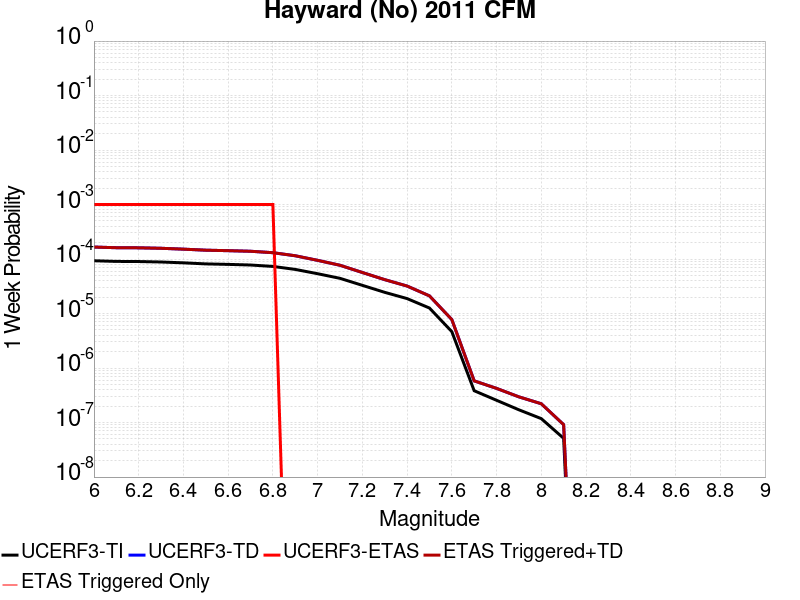 Hayward (No) 2011 CFM
10^0
10^-1
10^-2
10^-3
10^-4
10^-5
10^-6
10^-7
10^-8
1 Week Probability
6 6.2 6.4 6.6 6.8 7 7.2 7.4 7.6 7.8 8 8.2 8.4 8.6 8.8 9
Magnitude
UCERF3-TI UCERF3-TD UCERF3-ETAS ETAS Triggered+TD
ETAS Triggered Only